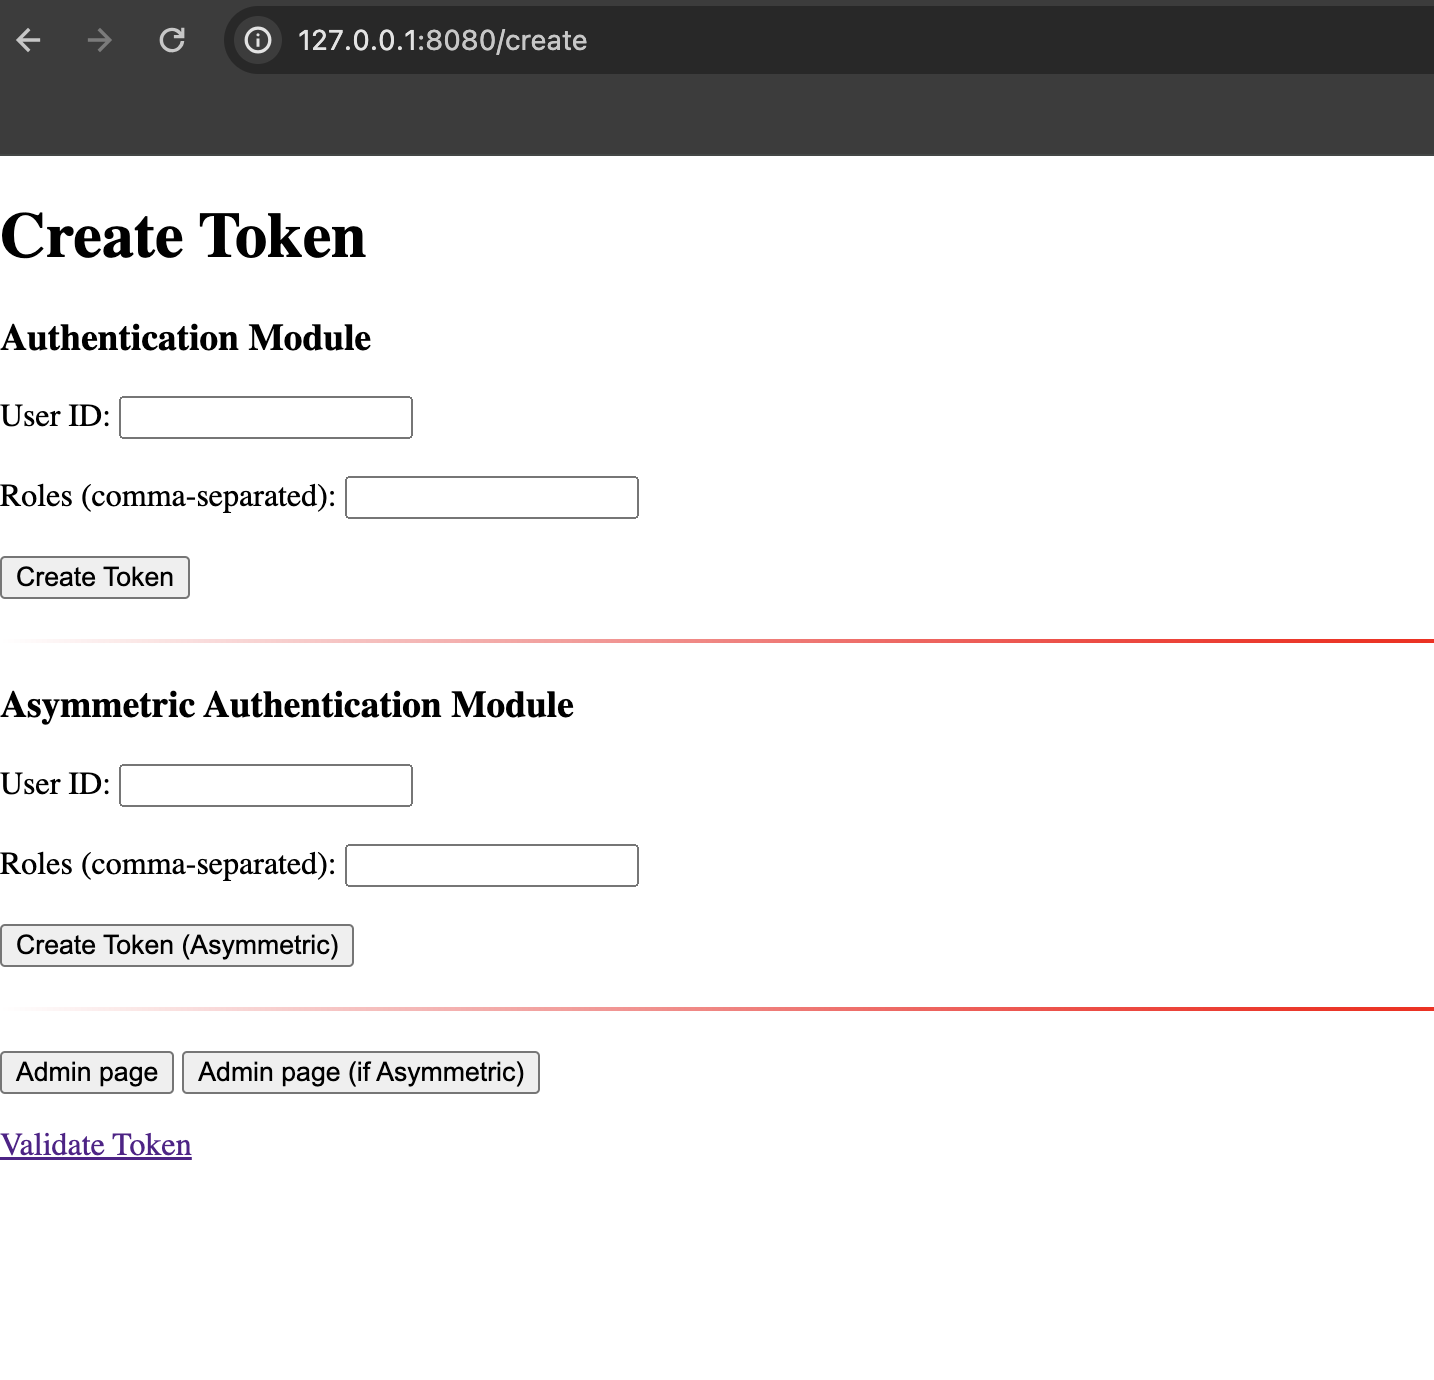 127.0.0.1:8080/create
Create Token
Authentication Module
User ID:
Roles (comma-separated):
Create Token
Asymmetric Authentication Module
User ID:
Roles (comma-separated):
Create Token (Asymmetric)
Admin page Admin page (if Asymmetric)
Validate Token